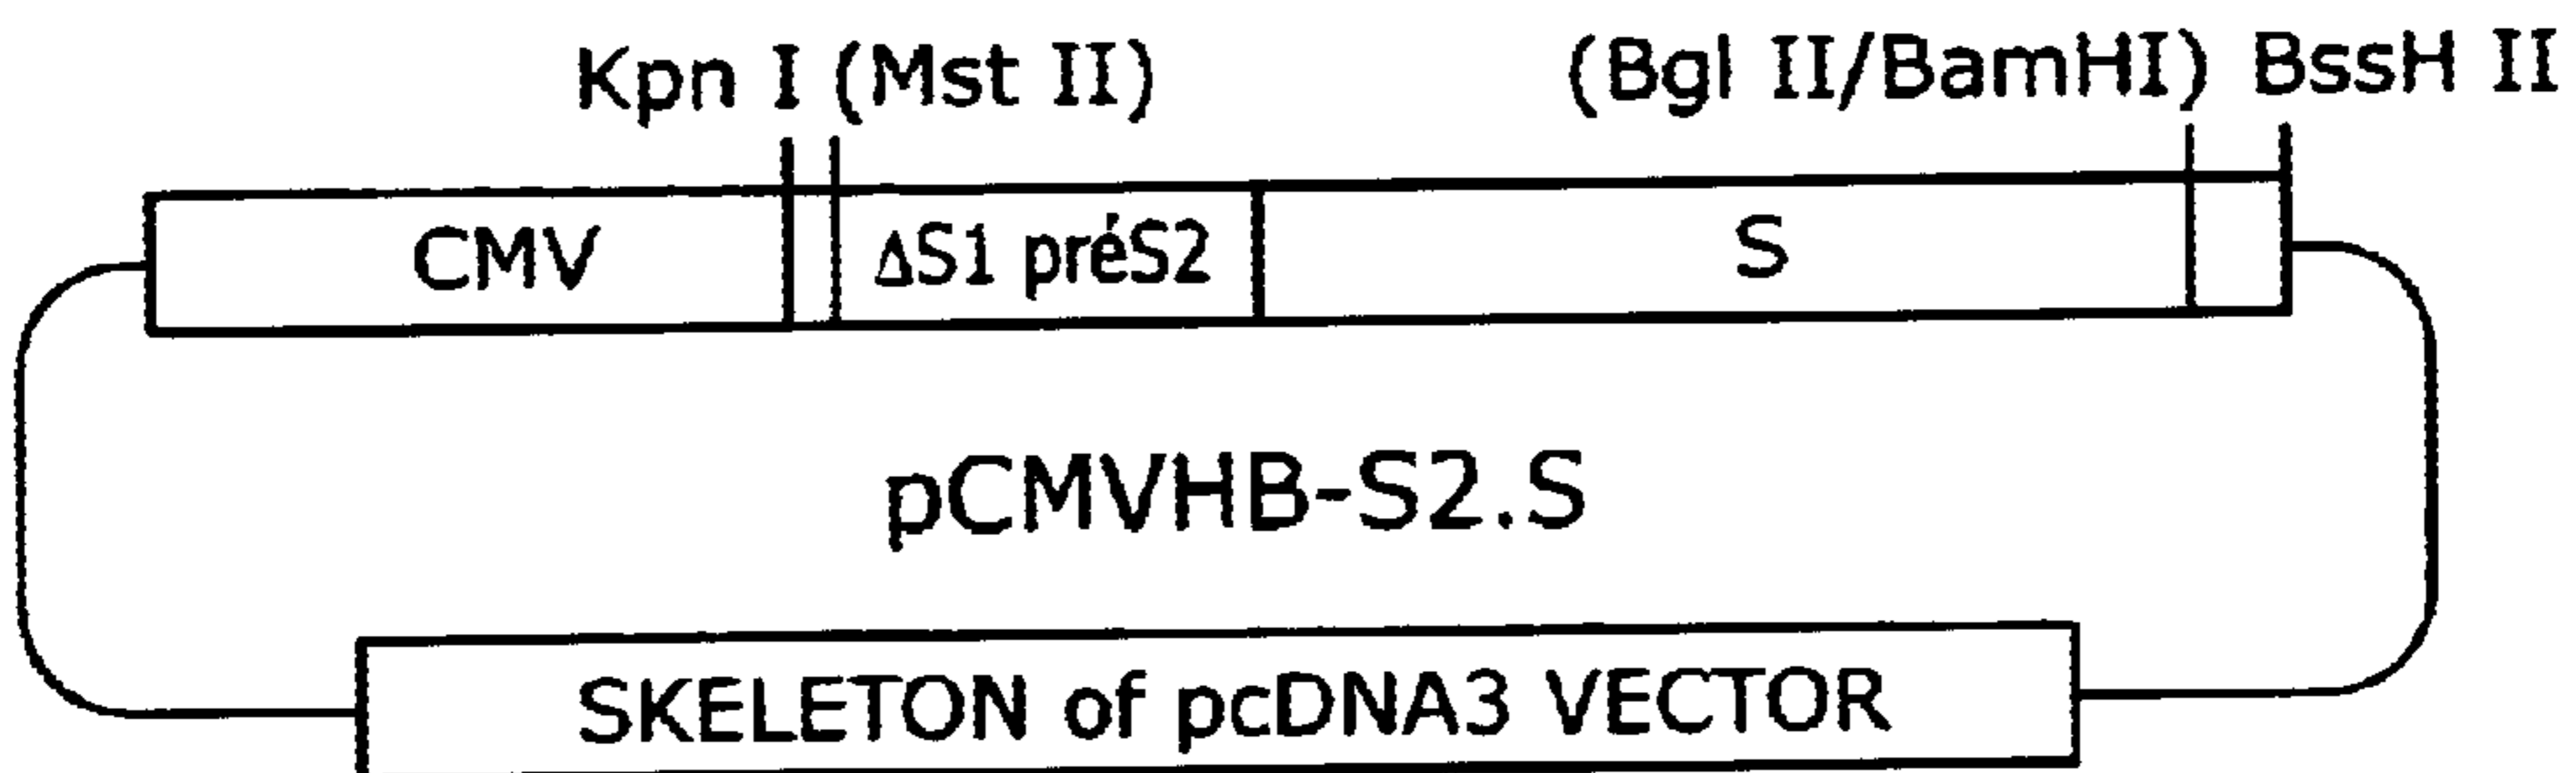 Kpn I (Mst II) (Bgl II/BamHI) BssH II
CMV ΔS1 préS2 S
pCMVHB-S2.S
SKELETON of pcDNA3 VECTOR